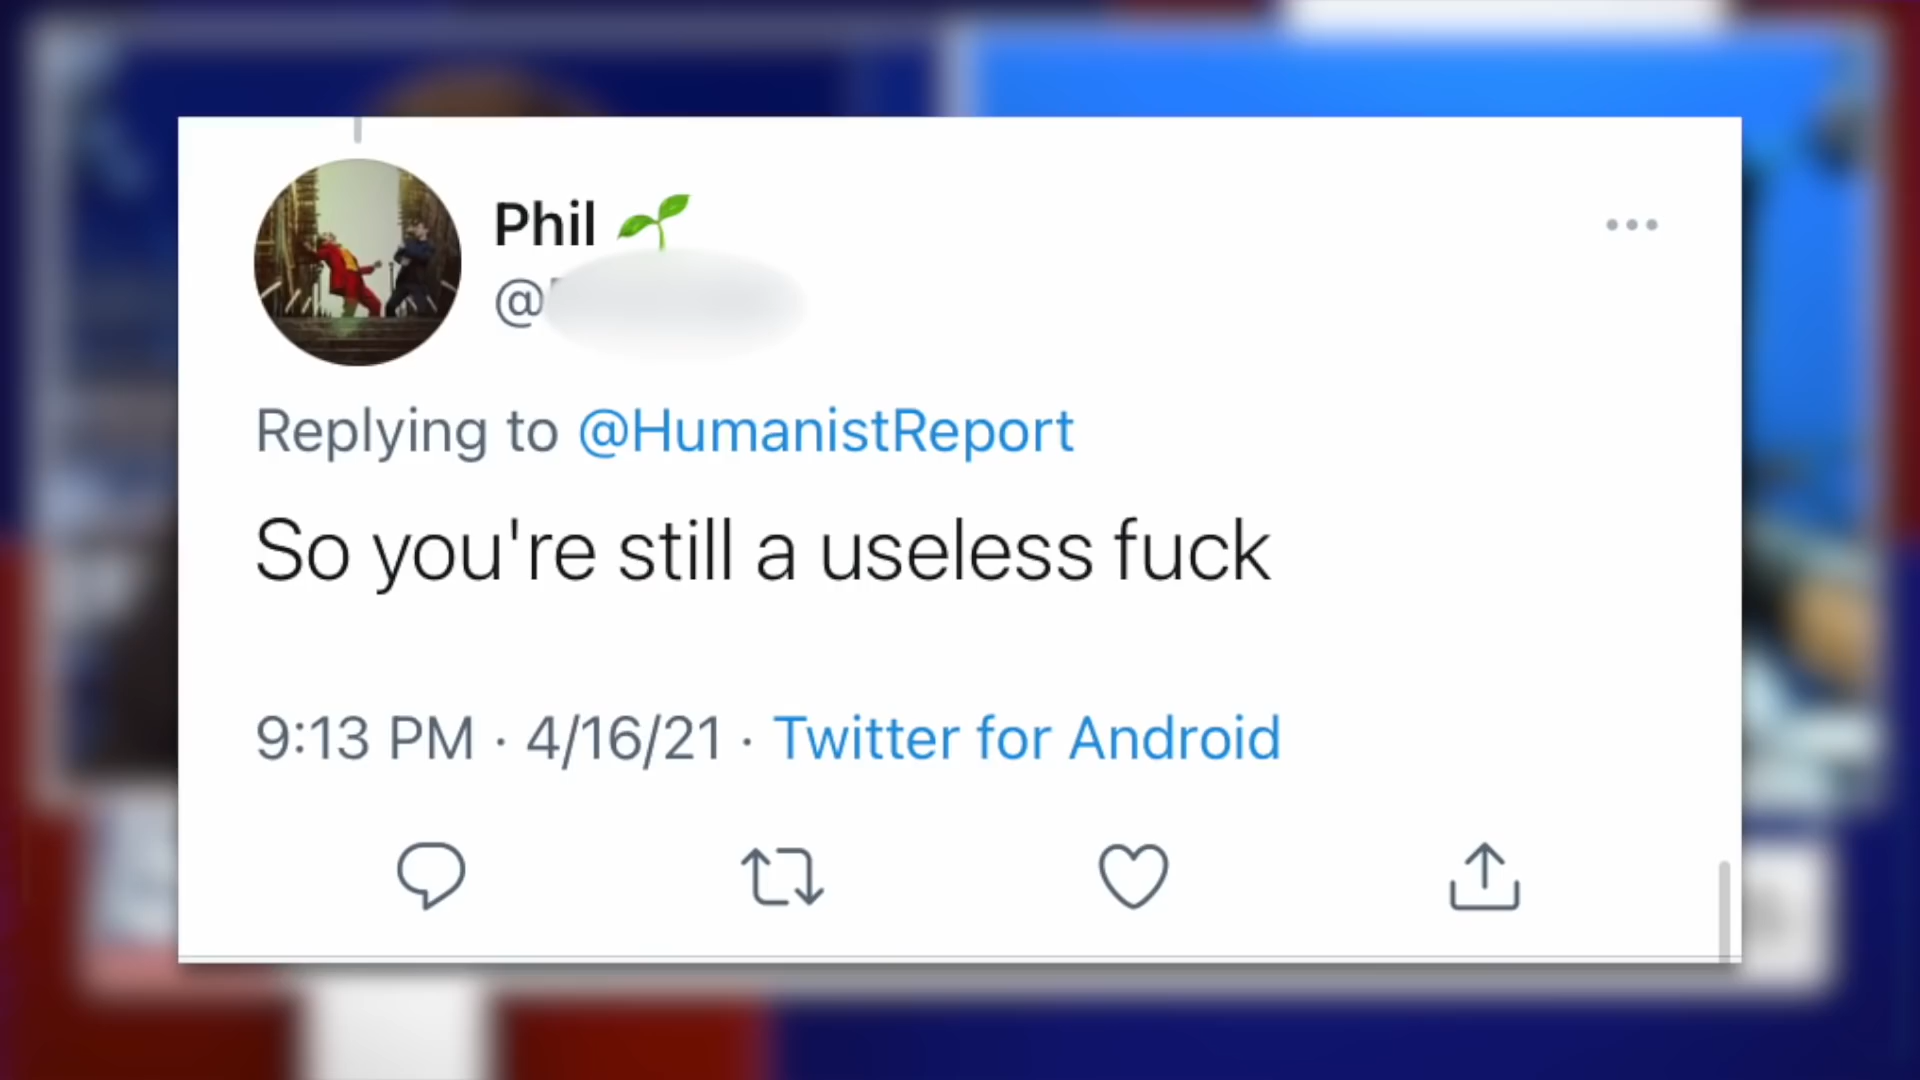 Phil 🌱
@
Replying to @HumanistReport
So you're still a useless fuck
9:13 PM · 4/16/21 · Twitter for Android